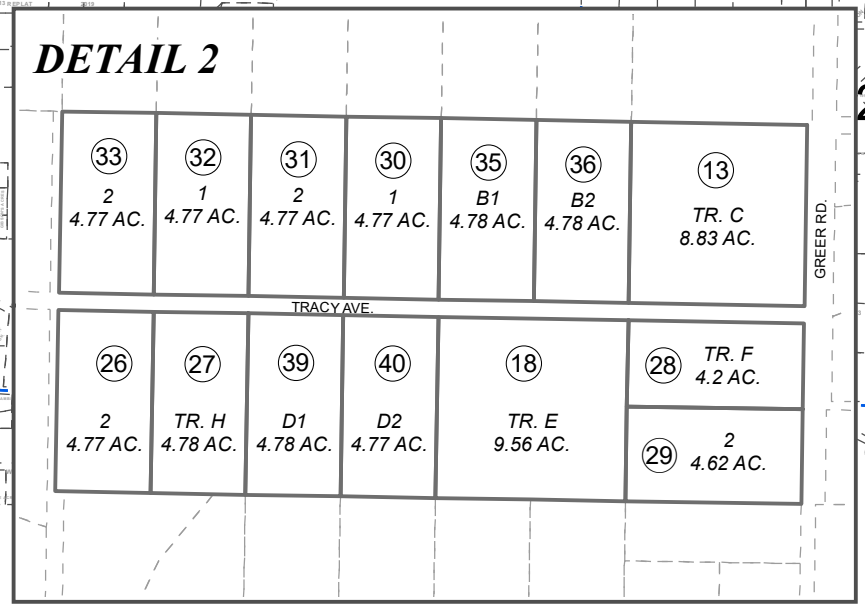 DETAIL 2
33
2
4.77 AC.
32
1
4.77 AC.
31
2
4.77 AC.
30
1
4.77 AC.
35
B1
4.78 AC.
36
B2
4.78 AC.
13
TR. C
8.83 AC.
GREER RD.
TRACY AVE.
26
2
4.77 AC.
27
TR. H
4.78 AC.
39
D1
4.78 AC.
40
D2
4.77 AC.
18
TR. E
9.56 AC.
28
TR. F
4.2 AC.
29
2
4.62 AC.